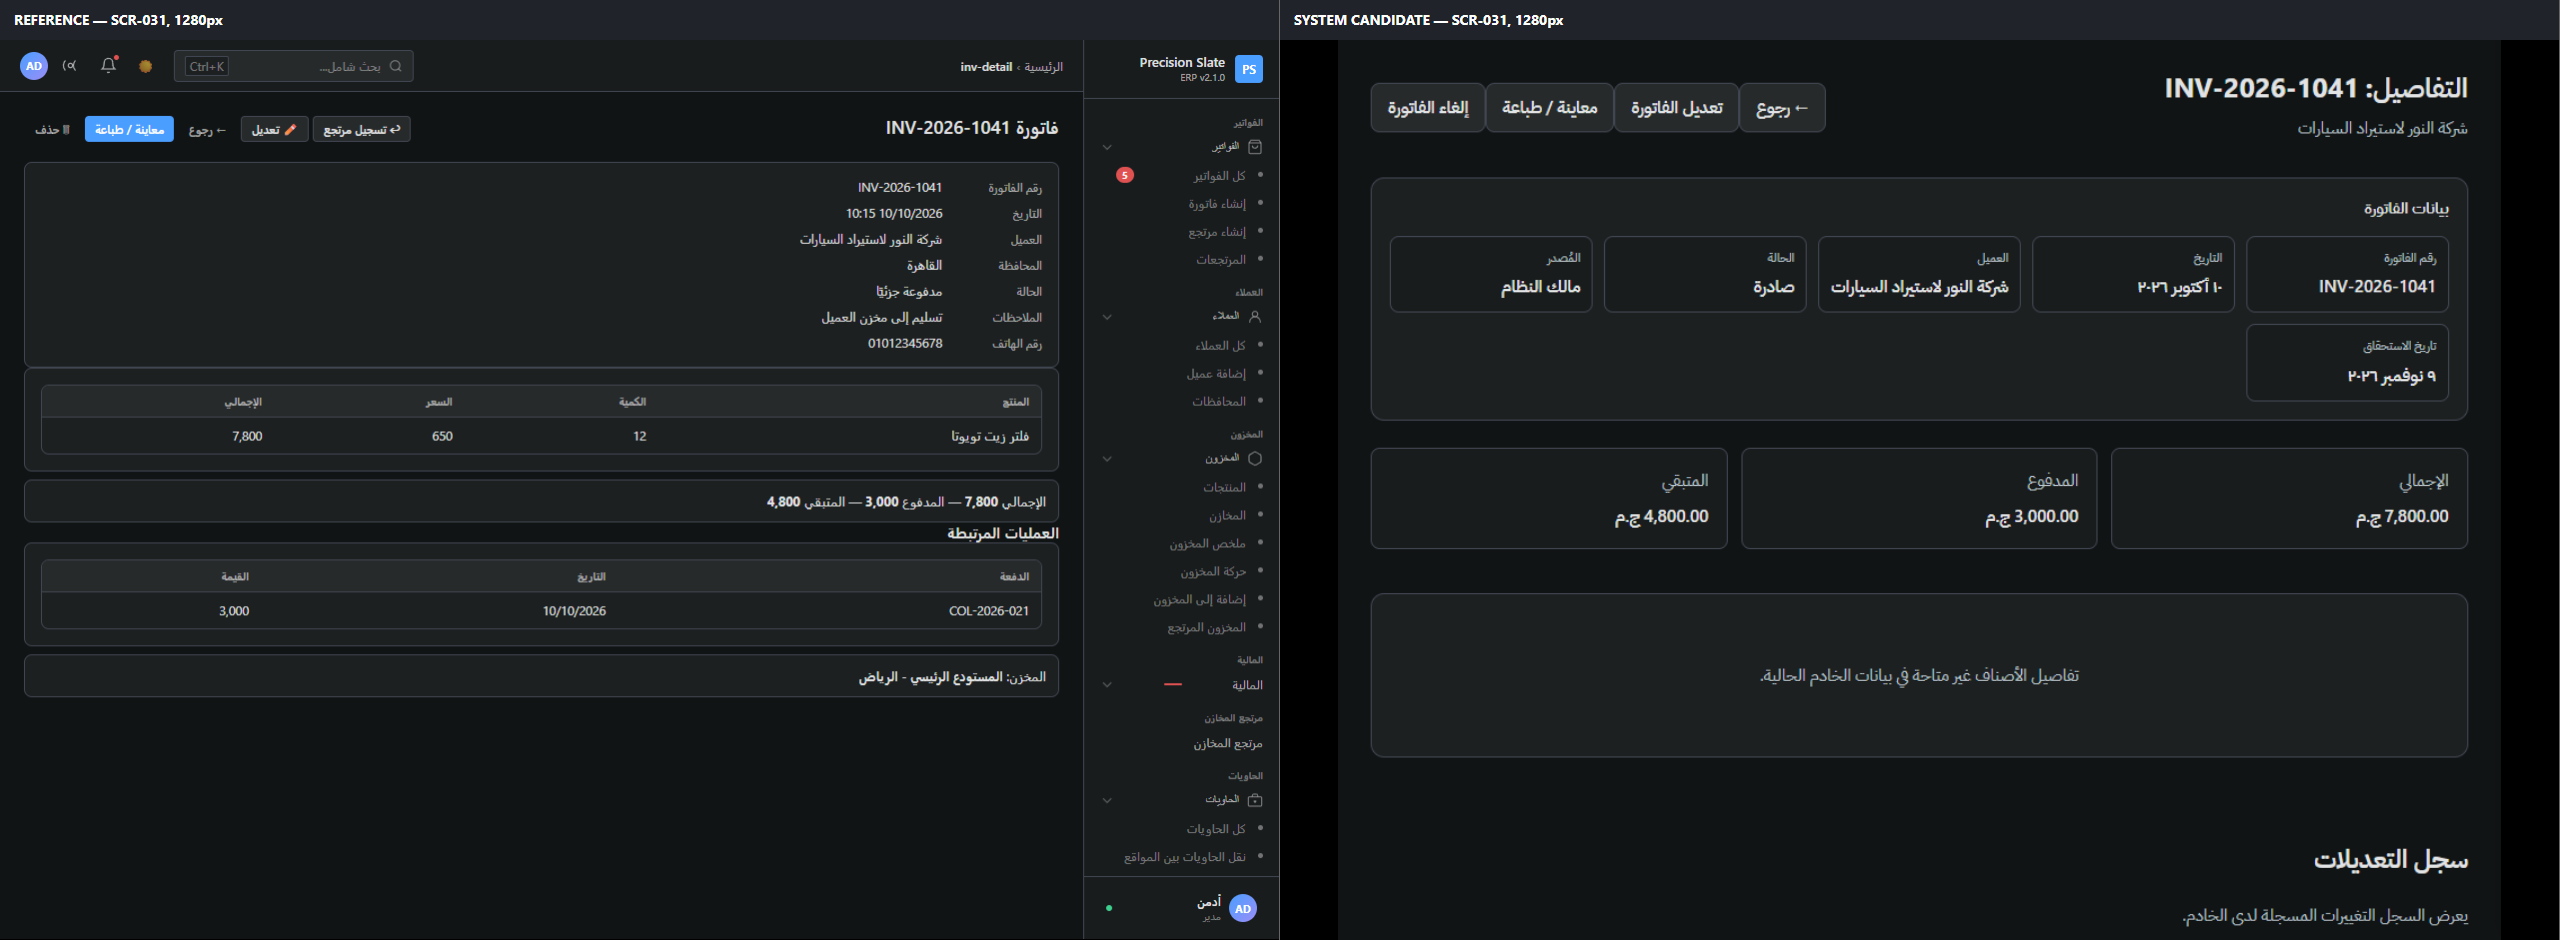 REFERENCE — SCR-031, 1280px
Precision Slate
ERP v2.1.0
PS
الرئيسية › inv-detail
بحث شامل...
Ctrl+K
AD
الفواتير
الفواتير
كل الفواتير
5
إنشاء فاتورة
إنشاء مرتجع
المرتجعات
العملاء
العملاء
كل العملاء
إضافة عميل
المحافظات
المخزون
المخزون
المنتجات
المخازن
ملخص المخزون
حركة المخزون
إضافة إلى المخزون
المخزون المرتجع
المالية
المالية
مرتجع المخازن
مرتجع المخازن
الحاويات
الحاويات
كل الحاويات
نقل الحاويات بين المواقع
أدمن
مدير
AD
فاتورة INV-2026-1041
↩ تسجيل مرتجع
تعديل
← رجوع
معاينة / طباعة
حذف
رقم الفاتورة INV-2026-1041
التاريخ 10/10/2026 10:15
العميل شركة النور لاستيراد السيارات
المحافظة القاهرة
الحالة مدفوعة جزئيًا
الملاحظات تسليم إلى مخزن العميل
رقم الهاتف 01012345678
المنتج الكمية السعر الإجمالي
فلتر زيت تويوتا 12 650 7,800
الإجمالي 7,800 — المدفوع 3,000 — المتبقي 4,800
العمليات المرتبطة
الدفعة التاريخ القيمة
COL-2026-021 10/10/2026 3,000
المخزن: المستودع الرئيسي - الرياض
SYSTEM CANDIDATE — SCR-031, 1280px
التفاصيل: INV-2026-1041
شركة النور لاستيراد السيارات
← رجوع
تعديل الفاتورة
معاينة / طباعة
إلغاء الفاتورة
بيانات الفاتورة
رقم الفاتورة
INV-2026-1041
التاريخ
١٠ أكتوبر ٢٠٢٦
العميل
شركة النور لاستيراد السيارات
الحالة
صادرة
المُصدر
مالك النظام
تاريخ الاستحقاق
٩ نوفمبر ٢٠٢٦
الإجمالي
7,800.00 ج.م
المدفوع
3,000.00 ج.م
المتبقي
4,800.00 ج.م
تفاصيل الأصناف غير متاحة في بيانات الخادم الحالية.
سجل التعديلات
يعرض السجل التغييرات المسجلة لدى الخادم.